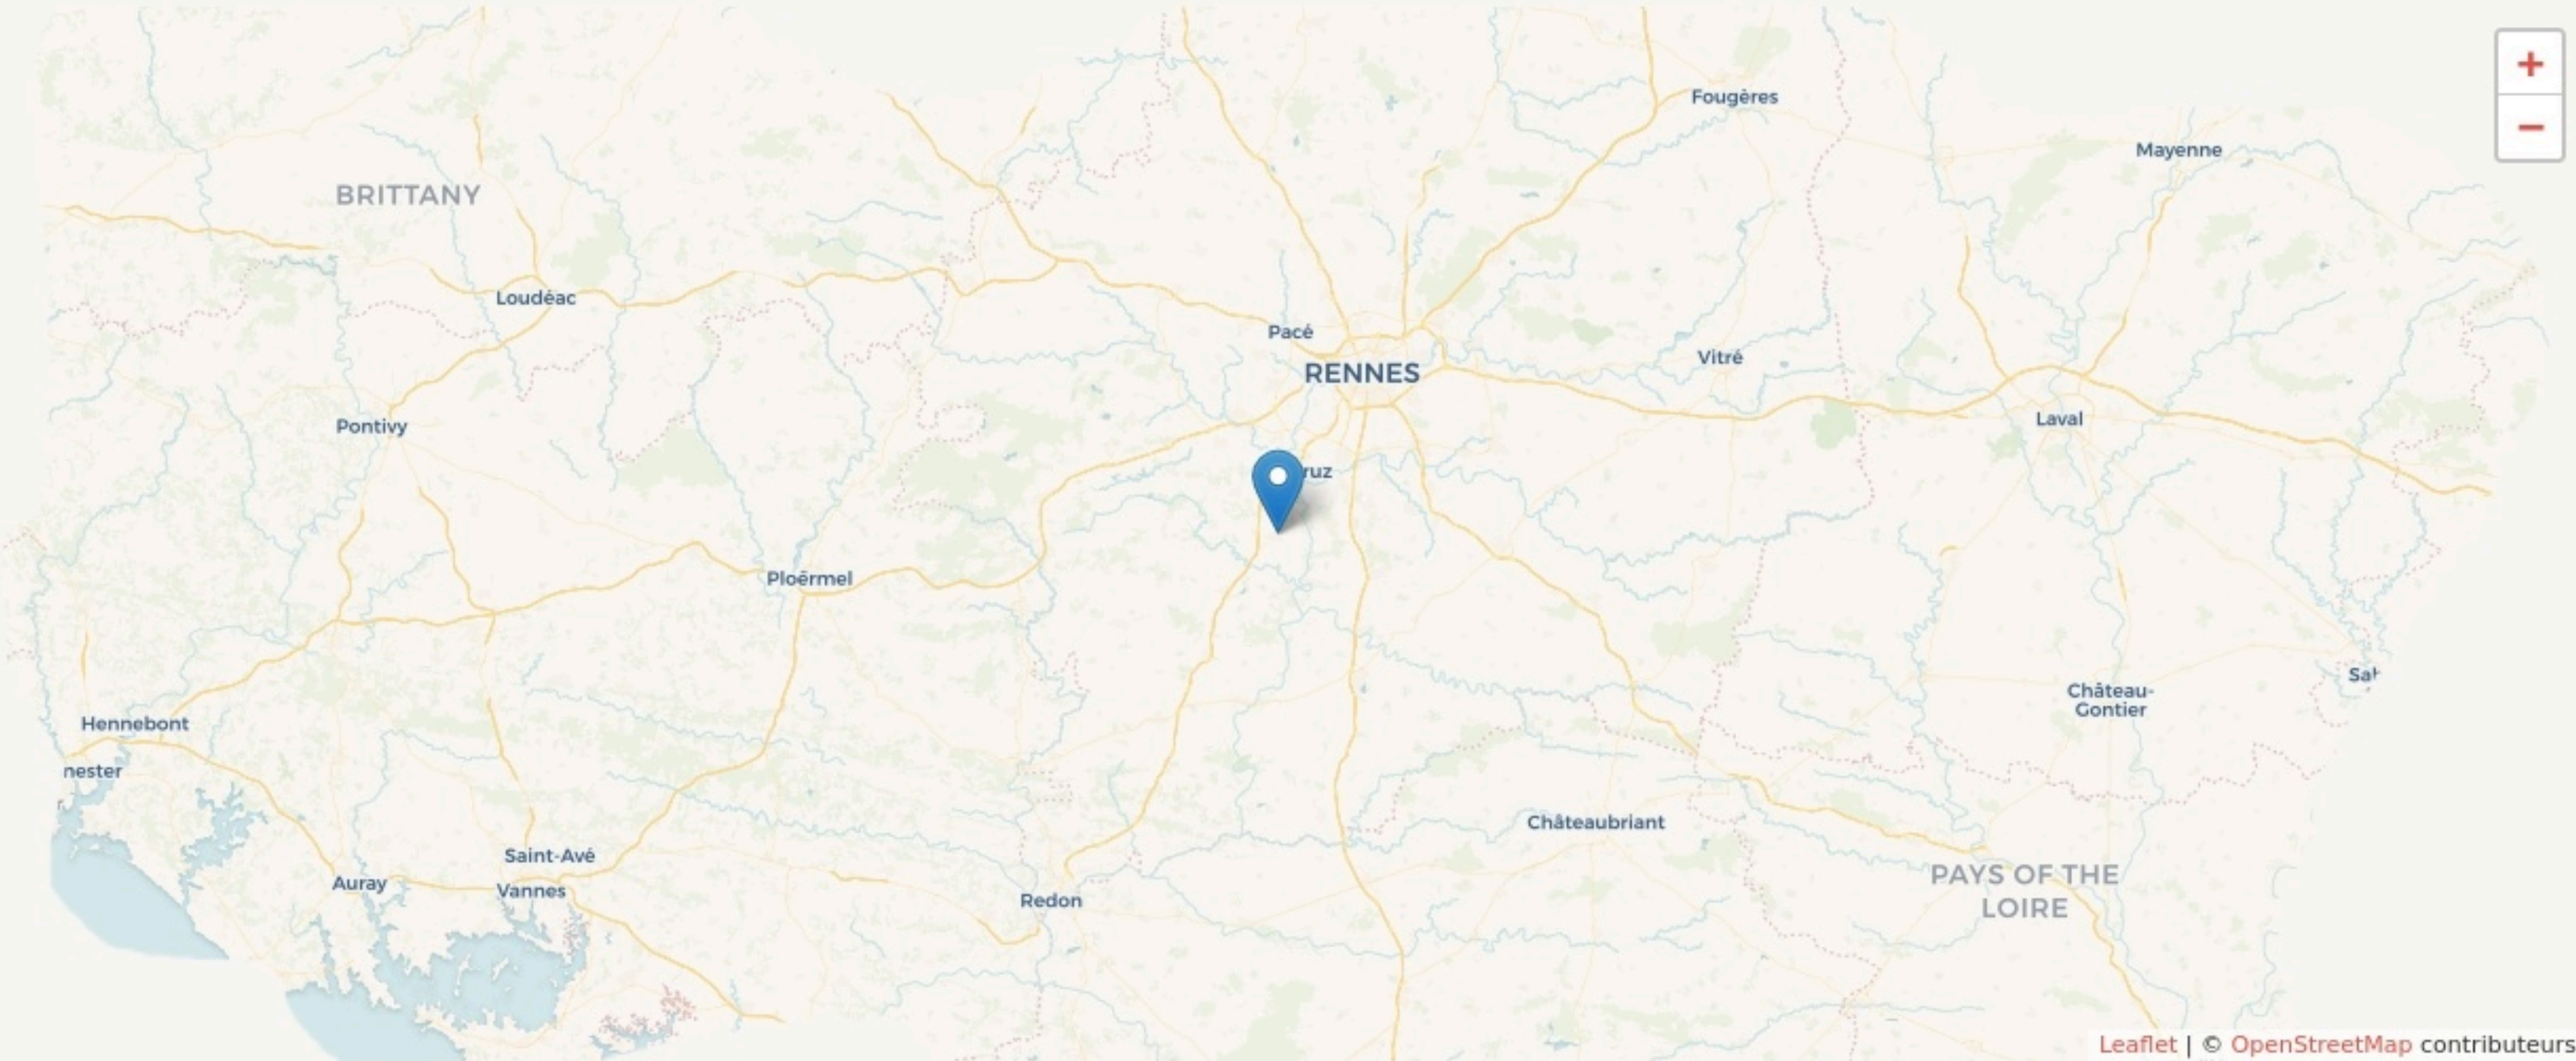 +
−
Fougères
Mayenne
BRITTANY
Loudéac
Pacé
Vitré
RENNES
Laval
Pontivy
ruz
Ploërmel
Sa
Château-
Gontier
Hennebont
nester
Châteaubriant
Saint-Avé
PAYS OF THE
LOIRE
Auray
Vannes
Redon
Leaflet | © OpenStreetMap contributeurs